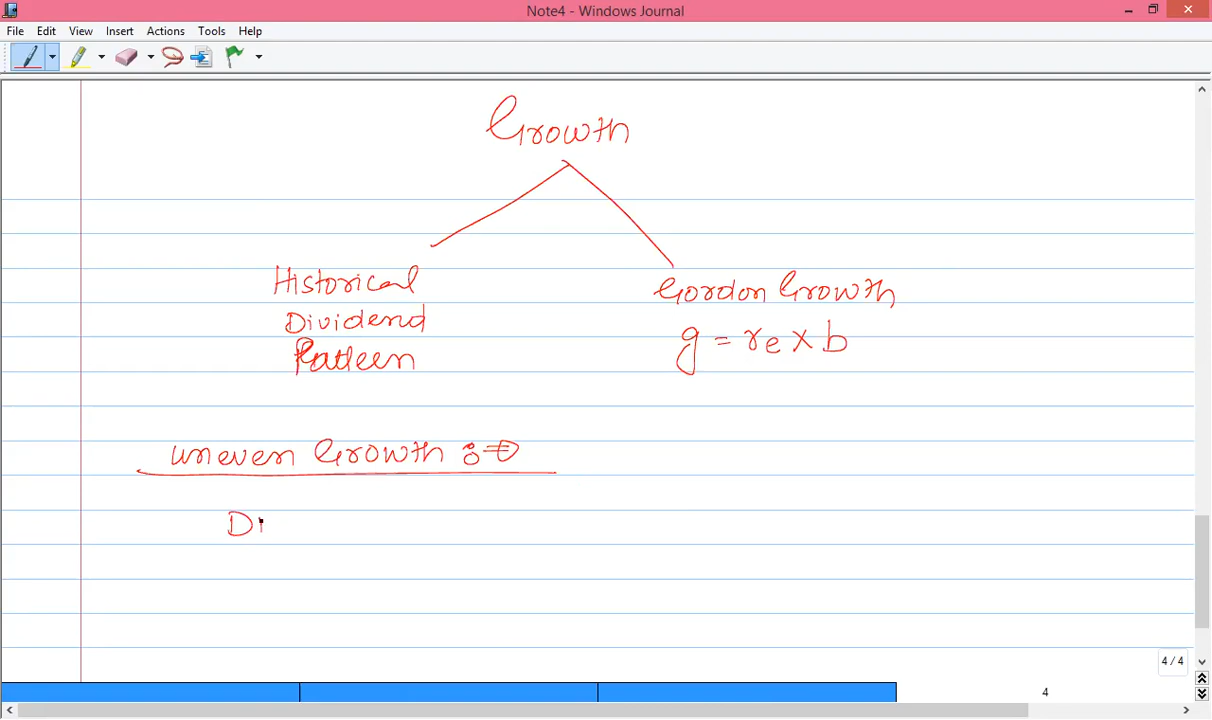 Note4 - Windows Journal
File Edit View Insert Actions Tools Help
Growth
Historical
Dividend
Pattern
Gordon Growth
g = re x b
uneven Growth :
Di
4 / 4
4